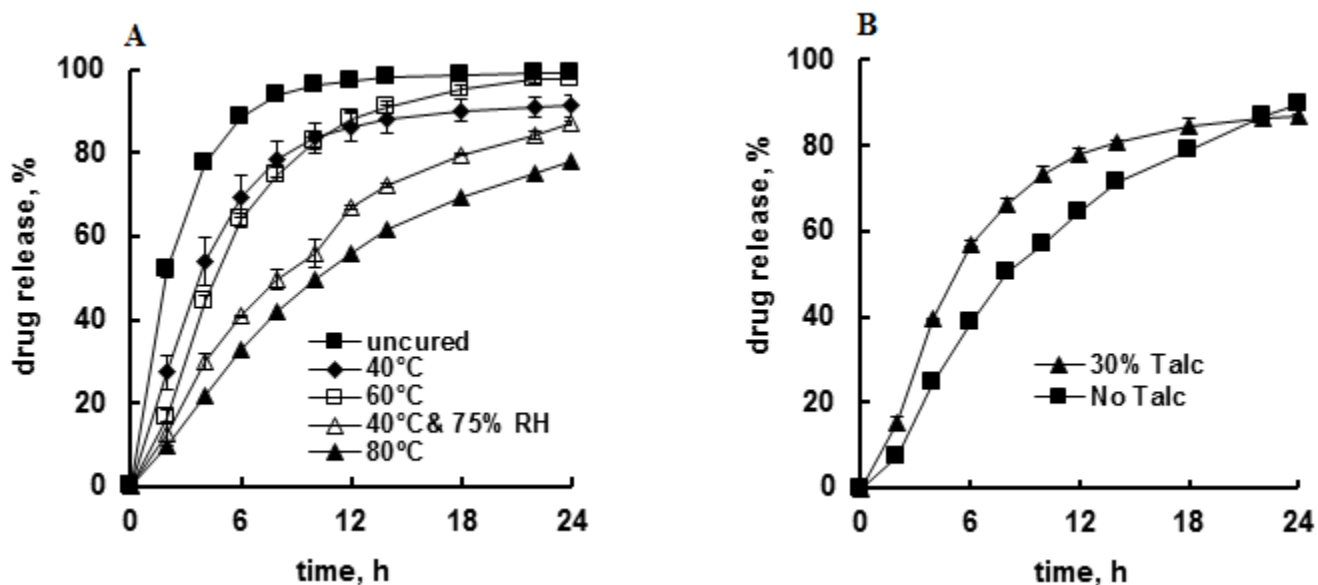 A
100
80
60
40
20
0
0 6 12 18 24
drug release, %
time, h
uncured
40°C
60°C
40°C & 75% RH
80°C
B
100
80
60
40
20
0
0 6 12 18 24
drug release, %
time, h
30% Talc
No Talc